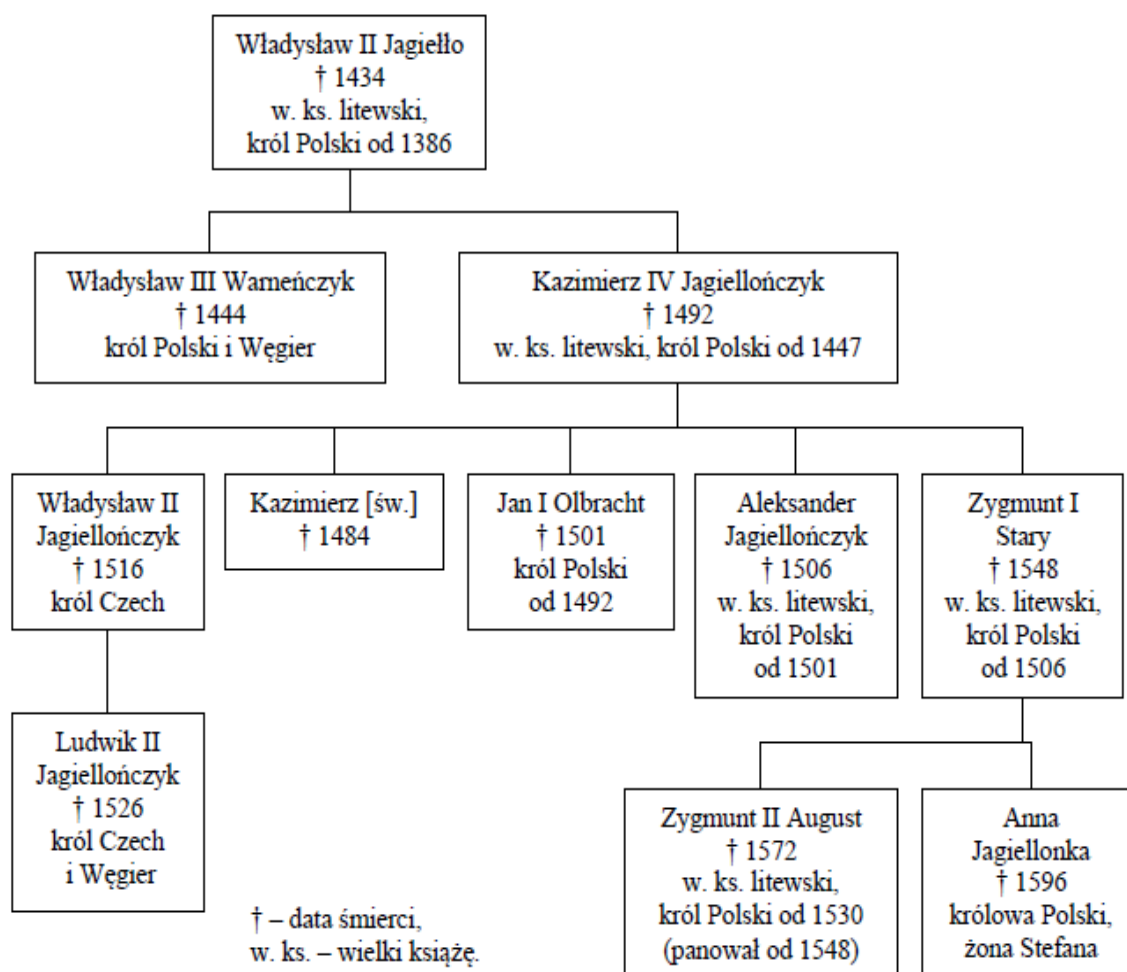 Władysław II Jagiełło
† 1434
w. ks. litewski,
król Polski od 1386
Władysław III Warneńczyk
† 1444
król Polski i Węgier
Kazimierz IV Jagiellończyk
† 1492
w. ks. litewski, król Polski od 1447
Władysław II
Jagiellończyk
† 1516
król Czech
Kazimierz [św.]
† 1484
Jan I Olbracht
† 1501
król Polski
od 1492
Aleksander
Jagiellończyk
† 1506
w. ks. litewski,
król Polski
od 1501
Zygmunt I
Stary
† 1548
w. ks. litewski,
król Polski
od 1506
Ludwik II
Jagiellończyk
† 1526
król Czech
i Węgier
Zygmunt II August
† 1572
w. ks. litewski,
król Polski od 1530
(panował od 1548)
Anna
Jagiellonka
† 1596
królowa Polski,
żona Stefana
† – data śmierci,
w. ks. – wielki książę.